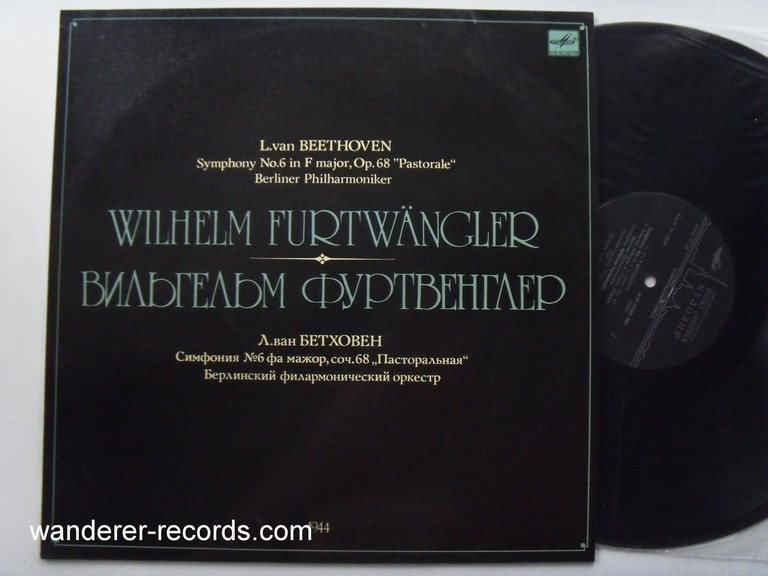 МЕЛОДИЯ
L.van BEETHOVEN
Symphony No.6 in F major, Op.68 "Pastorale“
Berliner Philharmoniker
WILHELM FURTWÄNGLER
ВИЛЬГЕЛЬМ ФУРТВЕНГЛЕР
Л.ван БЕТХОВЕН
Симфония №6 фа мажор, соч.68 „Пасторальная“
Берлинский филармонический оркестр
1944
wanderer-records.com